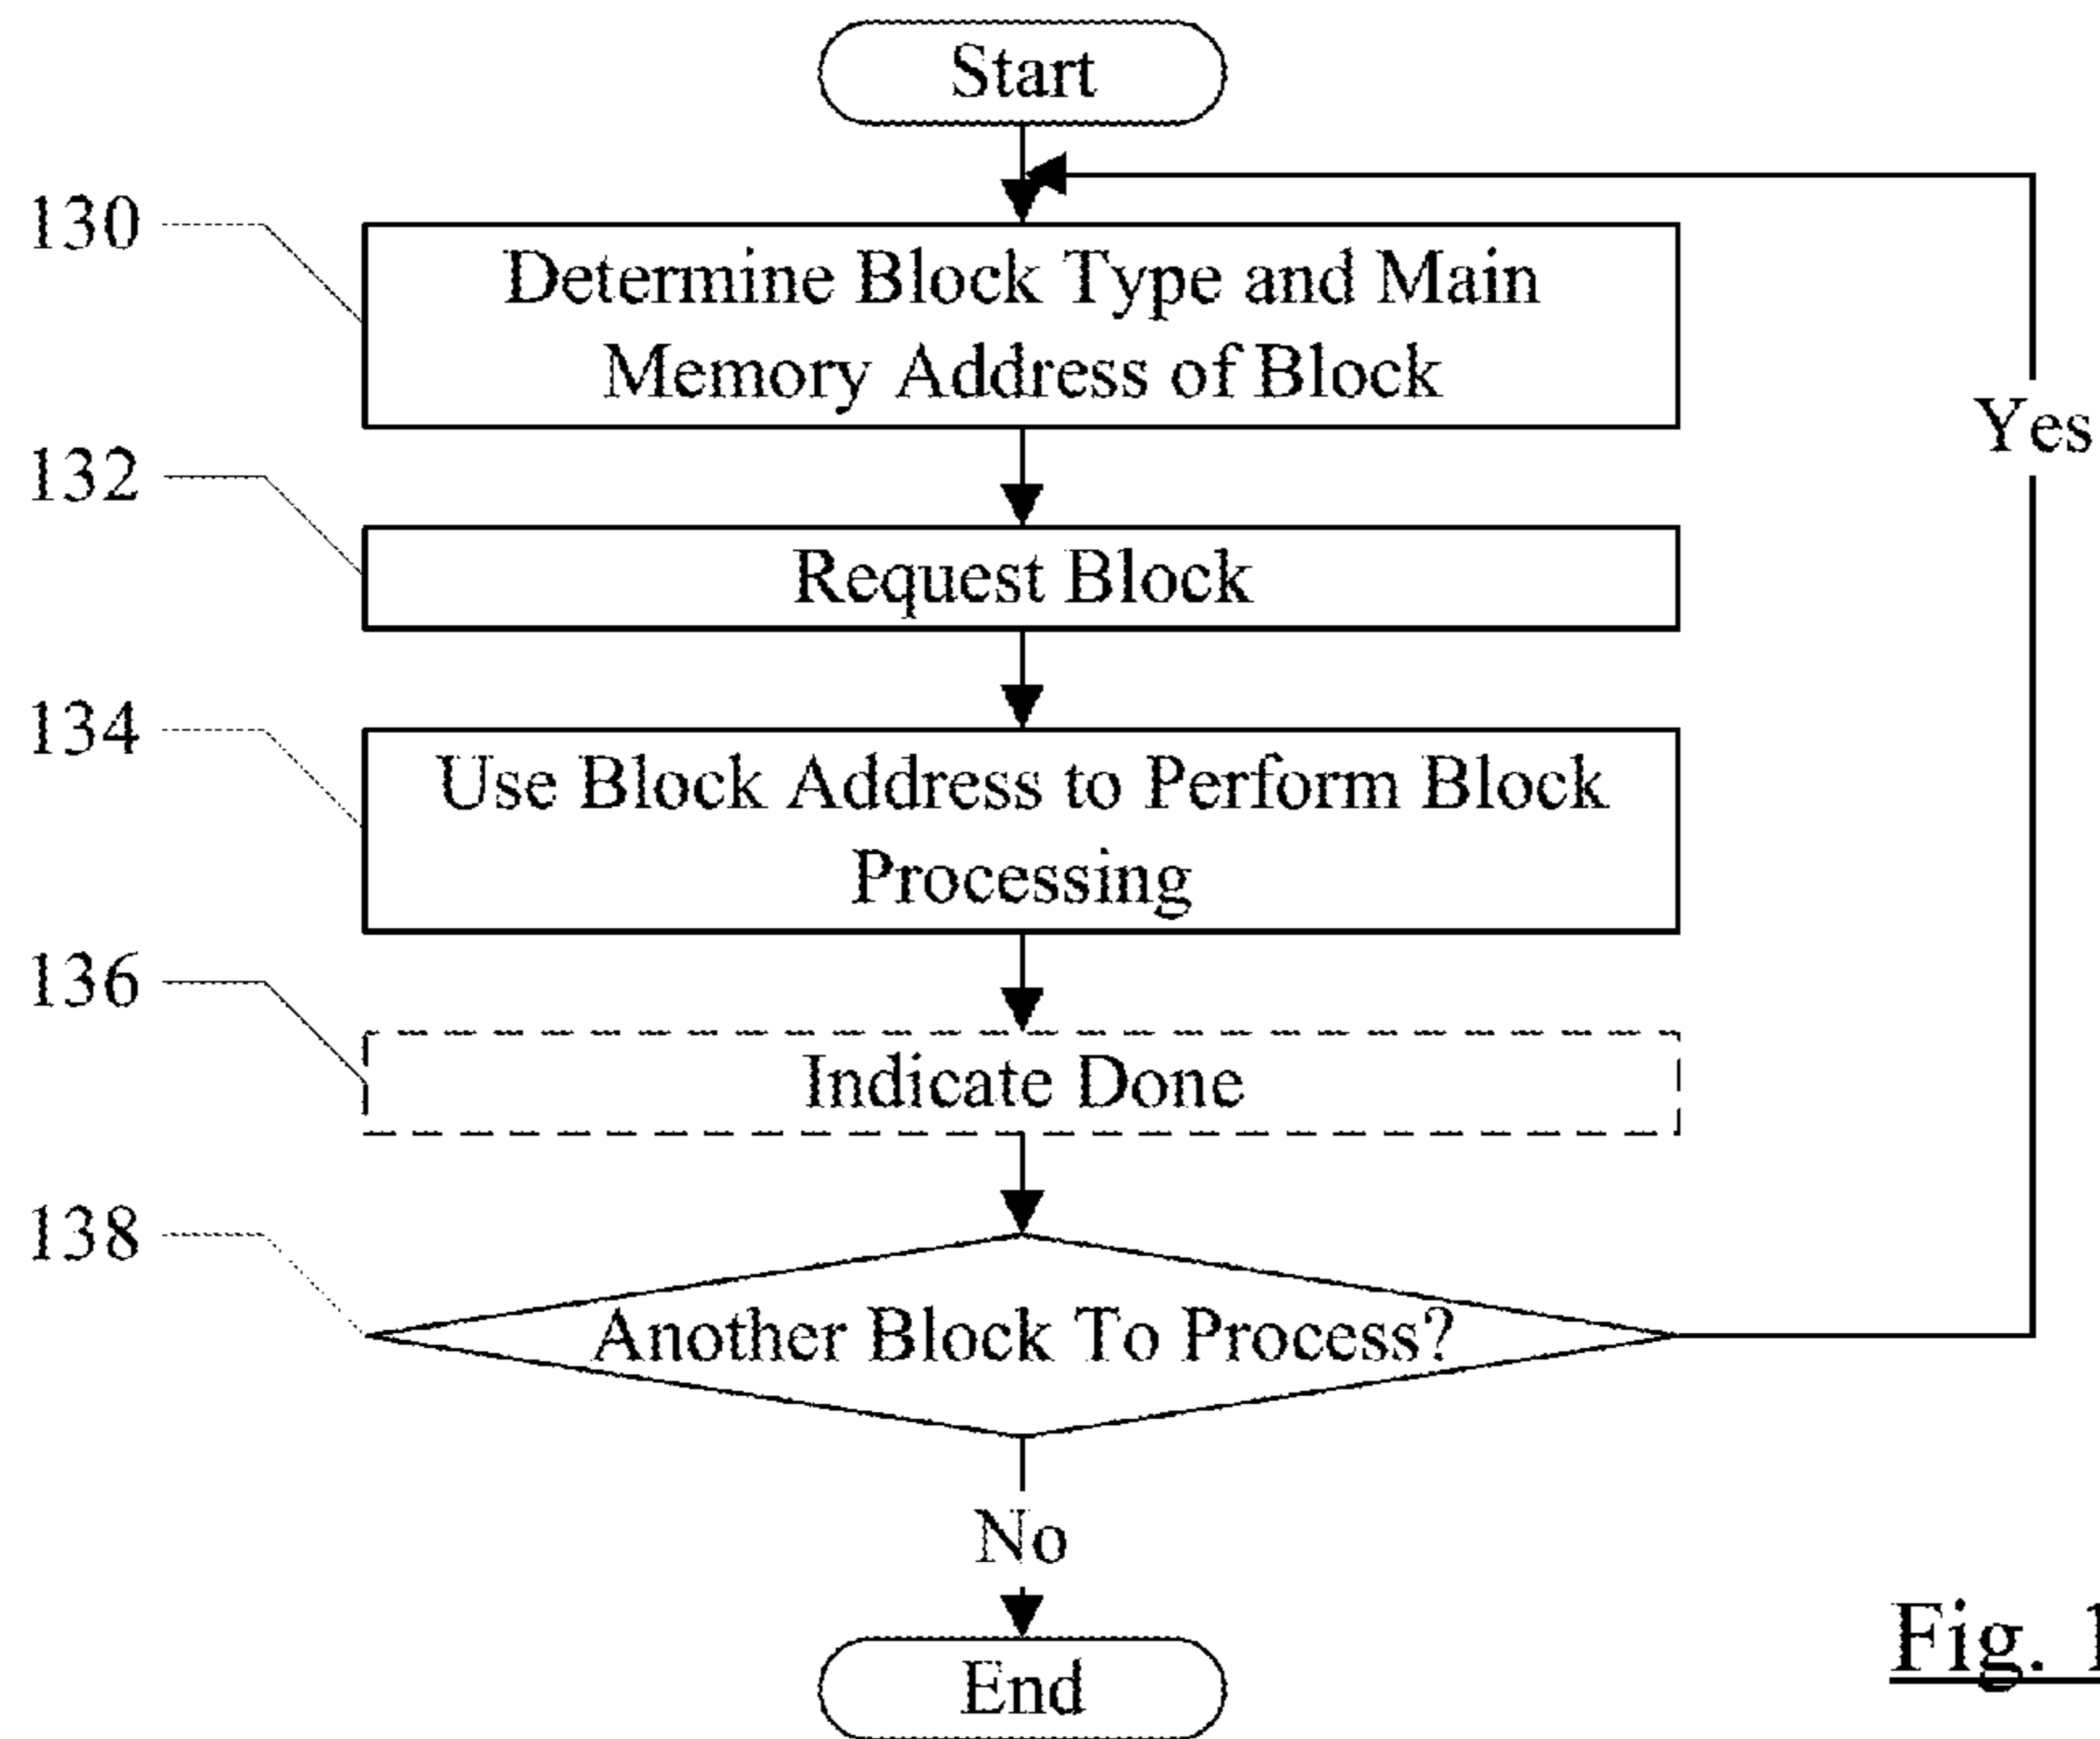 Start
130
Determine Block Type and Main
Memory Address of Block
Yes
132
Request Block
134
Use Block Address to Perform Block
Processing
136
Indicate Done
138
Another Block To Process?
No
End
Fig.